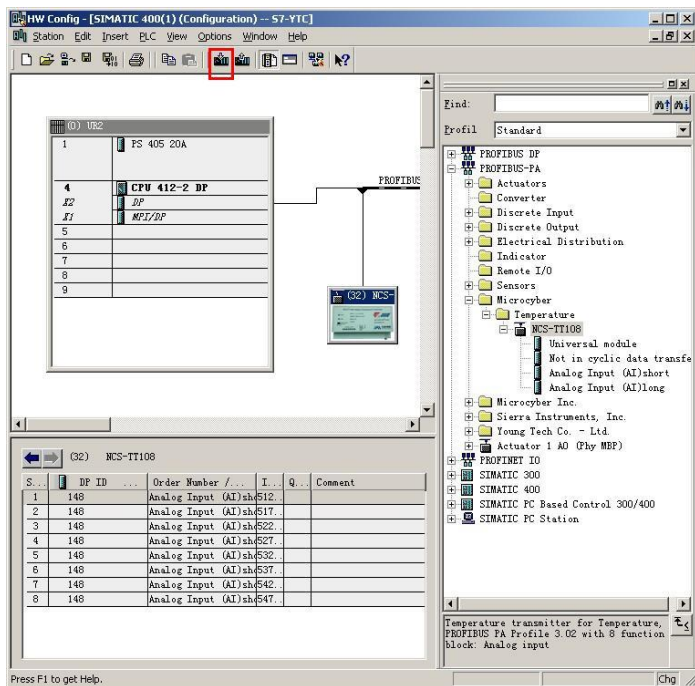 HW Config - [SIMATIC 400(1) (Configuration) -- S7-YTC]
Station Edit Insert PLC View Options Window Help
(0) UR2
1 PS 405 20A
4 CPU 412-2 DP
X2 DP
X1 MPI/DP
5
6
7
8
9
PROFIBUS
(32) NCS-
Find:
Profil Standard
PROFIBUS DP
PROFIBUS-PA
Actuators
Converter
Discrete Input
Discrete Output
Electrical Distribution
Indicator
Remote I/O
Sensors
Microcyber
Temperature
NCS-TT108
Universal module
Not in cyclic data transfe
Analog Input (AI)short
Analog Input (AI)long
Microcyber Inc.
Sierra Instruments, Inc.
Young Tech Co. - Ltd.
Actuator 1 AO (Phy MBP)
PROFINET IO
SIMATIC 300
SIMATIC 400
SIMATIC PC Based Control 300/400
SIMATIC PC Station
(32) NCS-TT108
S... DP ID ... Order Number /... I... Q... Comment
1 148 Analog Input (AI)sho 512...
2 148 Analog Input (AI)sho 517...
3 148 Analog Input (AI)sho 522...
4 148 Analog Input (AI)sho 527...
5 148 Analog Input (AI)sho 532...
6 148 Analog Input (AI)sho 537...
7 148 Analog Input (AI)sho 542...
8 148 Analog Input (AI)sho 547...
Temperature transmitter for Temperature,
PROFIBUS PA Profile 3.02 with 8 function
block: Analog input
Press F1 to get Help.
Chg